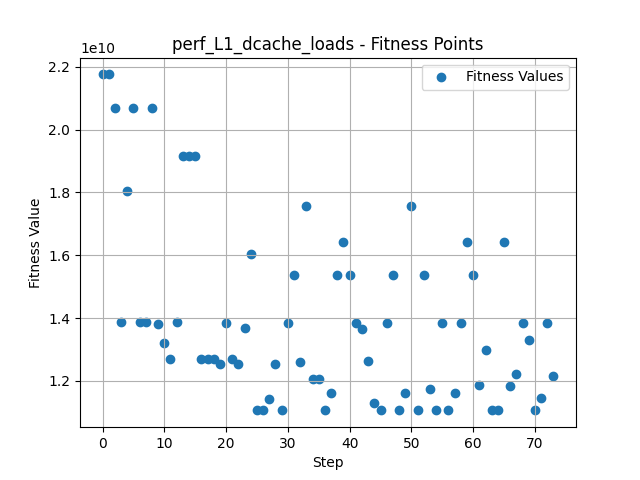 perf_L1_dcache_loads - Fitness Points
1e10
Fitness Values
2.2
2.0
1.8
1.6
1.4
1.2
Fitness Value
0 10 20 30 40 50 60 70
Step